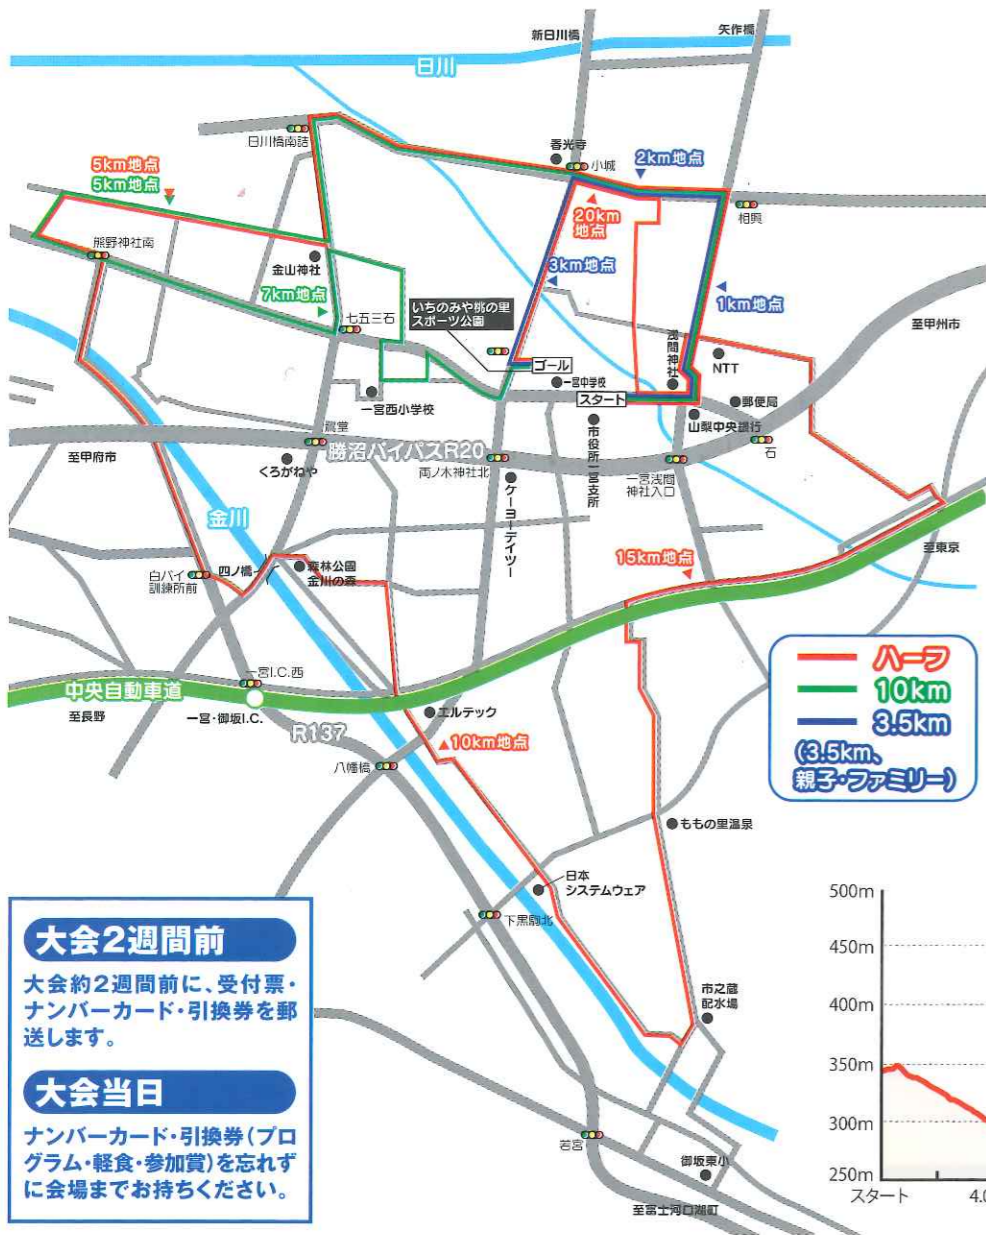 新日川橋
矢作橋
日川
日川橋南詰
香光寺
小城
2km地点
5km地点
5km地点
20km
地点
相興
熊野神社南
金山神社
3km地点
7km地点
いちのみや桃の里
スポーツ公園
1km地点
七五三石
至甲州市
浅間神社
ゴール
NTT
一宮中学校
スタート
郵便局
一宮西小学校
山梨中央銀行
市役所一宮支所
石
至甲府市
勝沼バイパスR20
くろがねや
両ノ木神社北
一宮浅間
神社入口
ケーヨーデイツー
金川
至東京
15km地点
四ノ橋
森林公園
金川の森
白バイ
訓練所前
ハーフ
10km
3.5km
(3.5km、
親子・ファミリー)
一宮I.C.西
中央自動車道
至長野
一宮・御坂I.C.
エルテック
R137
10km地点
八幡橋
ももの里温泉
日本
システムウェア
下黒駒北
市之蔵
配水場
若宮
御坂東小
至富士河口湖町
大会2週間前
大会約2週間前に、受付票・
ナンバーカード・引換券を郵
送します。
大会当日
ナンバーカード・引換券(プロ
グラム・軽食・参加賞)を忘れず
に会場までお持ちください。
500m
450m
400m
350m
300m
250m
スタート
4.0